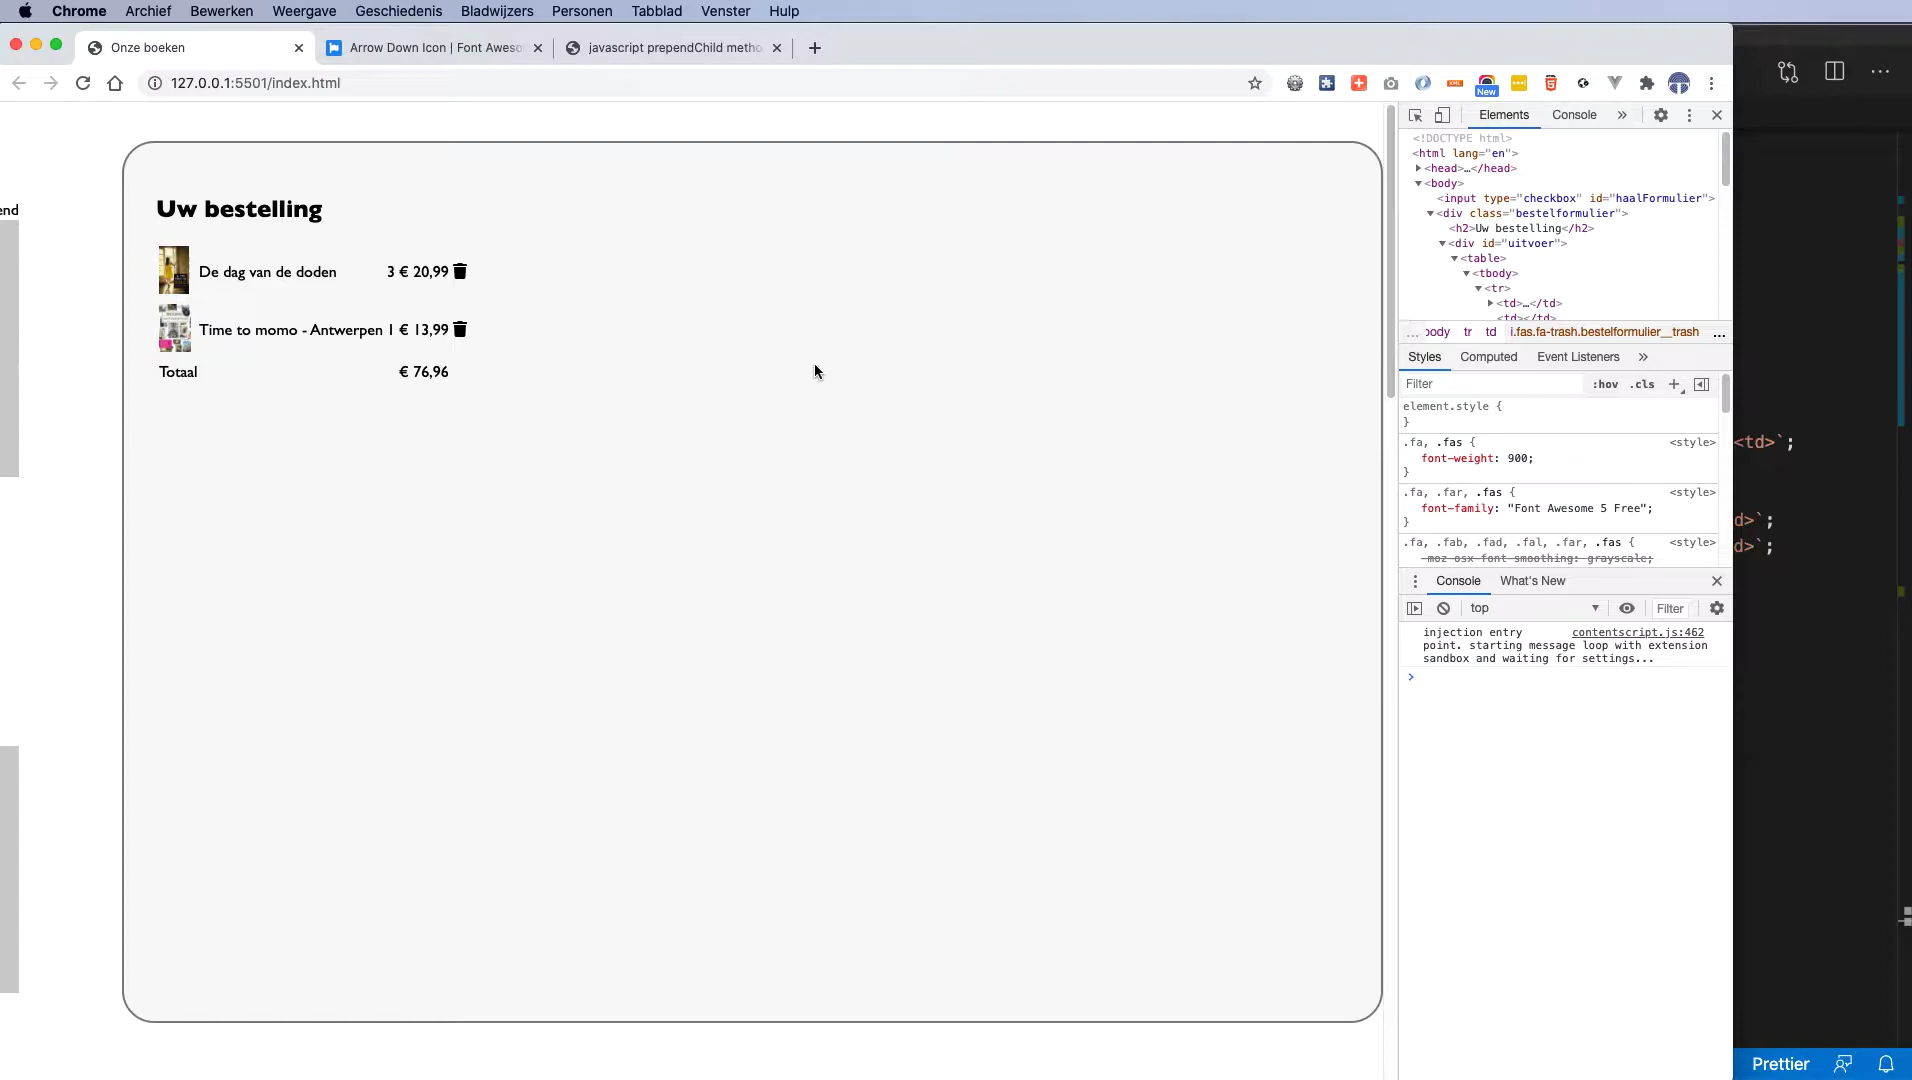 Chrome Archief Bewerken Weergave Geschiedenis Bladwijzers Personen Tabblad Venster Hulp
Onze boeken
Arrow Down Icon | Font Aweso
javascript prependChild metho
127.0.0.1:5501/index.html
New
end
Uw bestelling
De dag van de doden 3 € 20,99
Time to momo - Antwerpen 1 € 13,99
Totaal € 76,96
Elements Console
<!DOCTYPE html>
<html lang="en">
<head>…</head>
<body>
<input type="checkbox" id="haalFormulier">
<div class="bestelformulier">
<h2>Uw bestelling</h2>
<div id="uitvoer">
<table>
<tbody>
<tr>
<td>…</td>
<td></td>
... body tr td i.fas.fa-trash.bestelformulier__trash ...
Styles Computed Event Listeners
Filter :hov .cls
element.style {
}
.fa, .fas { <style>
font-weight: 900;
}
.fa, .far, .fas { <style>
font-family: "Font Awesome 5 Free";
}
.fa, .fab, .fad, .fal, .far, .fas { <style>
-moz-osx-font-smoothing: grayscale;
Console What's New
top Filter
injection entry contentscript.js:462
point. starting message loop with extension
sandbox and waiting for settings...
<td>`;
d>`;
d>`;
Prettier